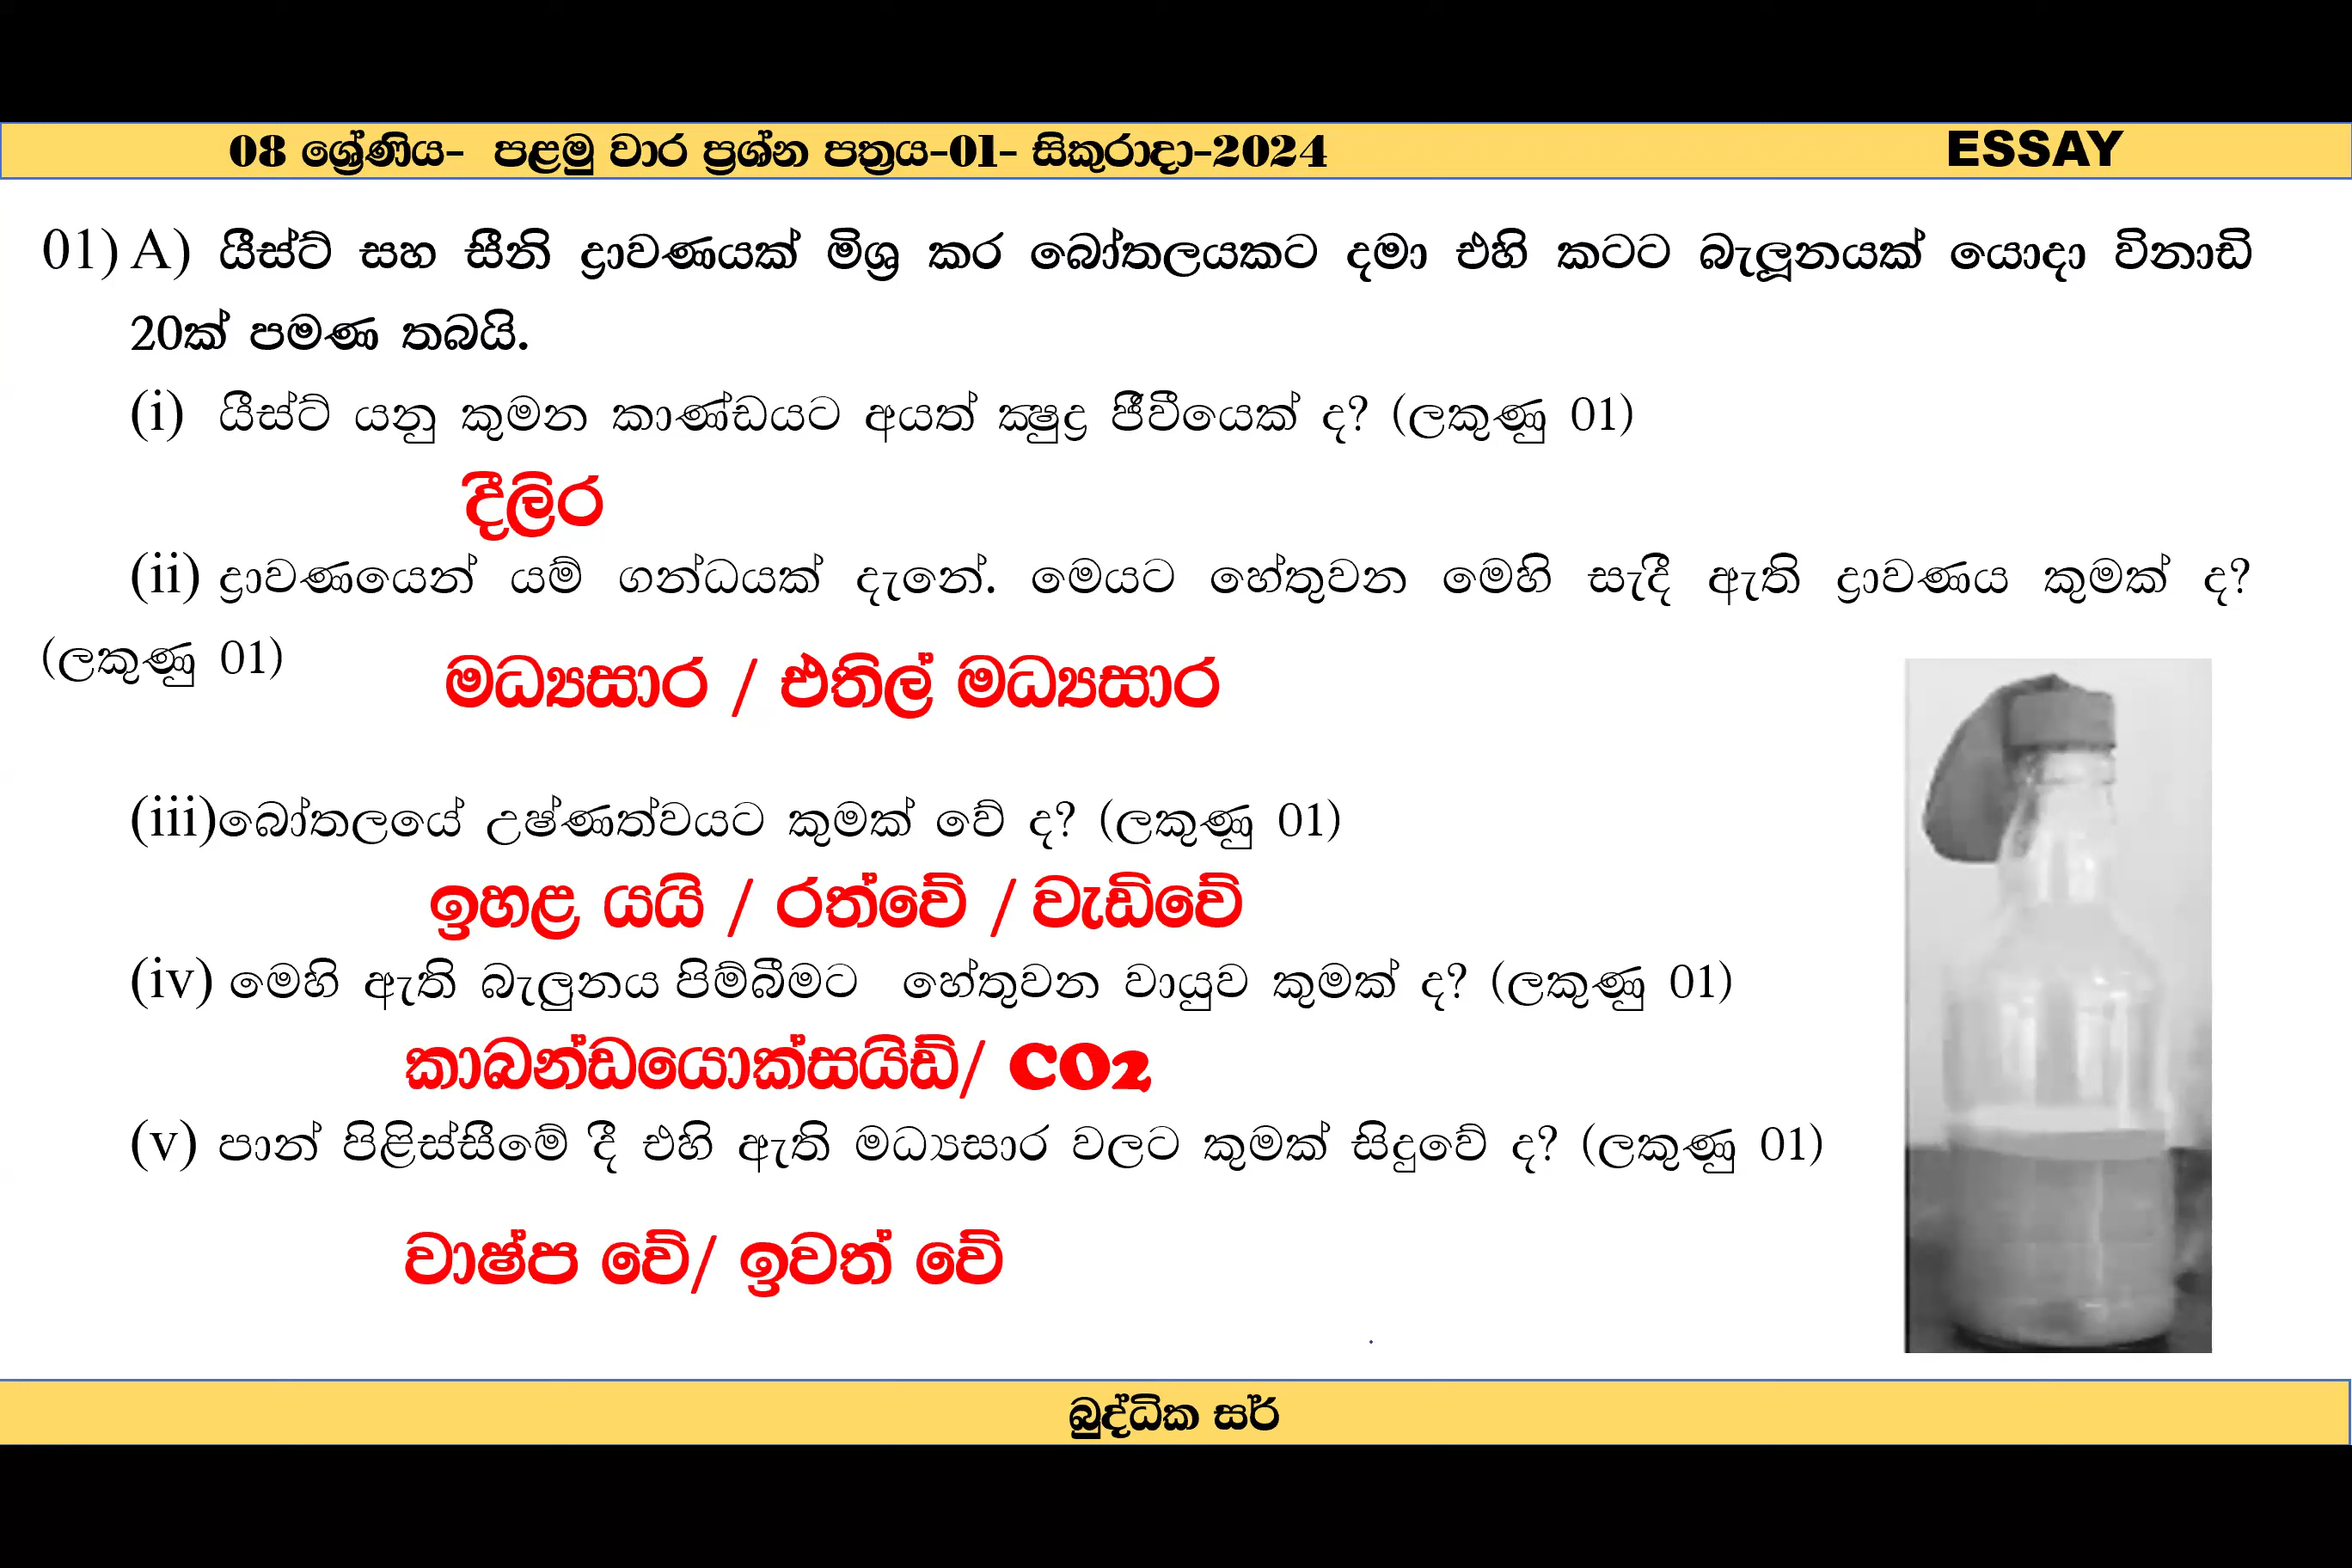 08 ශ්‍රේණිය- පළමු වාර ප්‍රශ්න පත්‍රය-01- සිකුරාදා-2024 ESSAY
01) A) යීස්ට් සහ සීනි ද්‍රාවණයක් මිශ්‍ර කර බෝතලයකට දමා එහි කටට බැලූනයක් යොදා විනාඩි
20ක් පමණ තබයි.
(i) යීස්ට් යනු කුමන කාණ්ඩයට අයත් ක්‍ෂුද්‍ර ජීවීයෙක් ද? (ලකුණු 01)
දිලීර
(ii) ද්‍රාවණයෙන් යම් ගන්ධයක් දැනේ. මෙයට හේතුවන මෙහි සැදී ඇති ද්‍රාවණය කුමක් ද?
(ලකුණු 01)
මධ්‍යසාර / එතිල් මධ්‍යසාර
(iii)බෝතලයේ උෂ්ණත්වයට කුමක් වේ ද? (ලකුණු 01)
ඉහළ යයි / රත්වේ / වැඩිවේ
(iv) මෙහි ඇති බැලුනය පිම්බීමට හේතුවන වායුව කුමක් ද? (ලකුණු 01)
කාබන්ඩයොක්සයිඩ්/ CO2
(v) පාන් පිළිස්සීමේ දී එහි ඇති මධ්‍යසාර වලට කුමක් සිදුවේ ද? (ලකුණු 01)
වාෂ්ප වේ/ ඉවත් වේ
බුද්ධික සර්